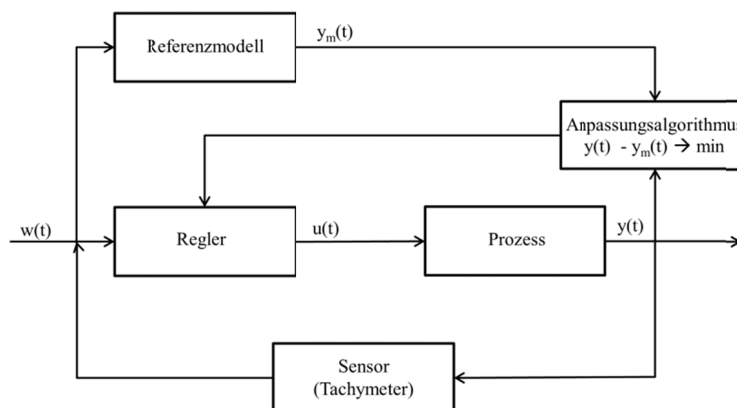 Referenzmodell
yₘ(t)
Anpassungsalgorithmus
y(t) - yₘ(t) → min
w(t)
Regler
u(t)
Prozess
y(t)
Sensor
(Tachymeter)